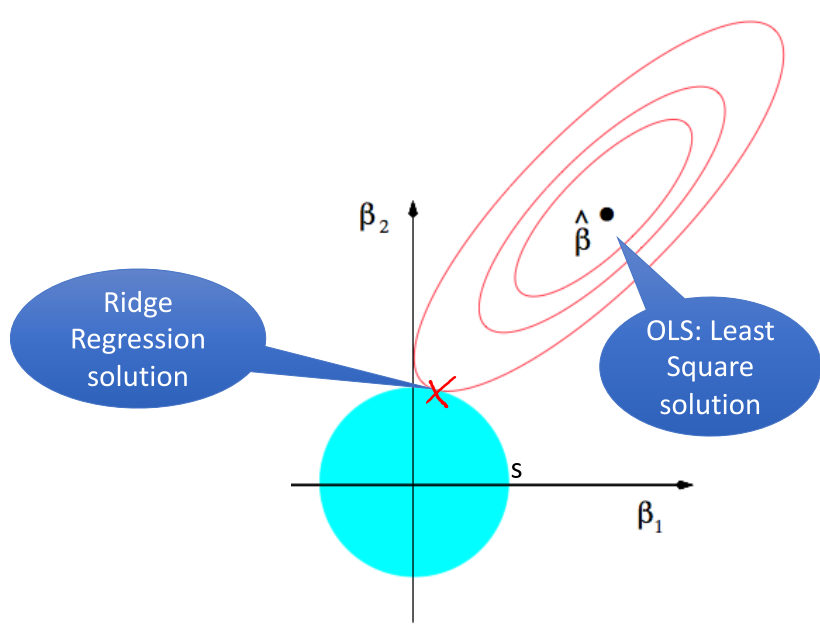 β₂
^
β
Ridge
Regression
solution
OLS: Least
Square
solution
s
β₁